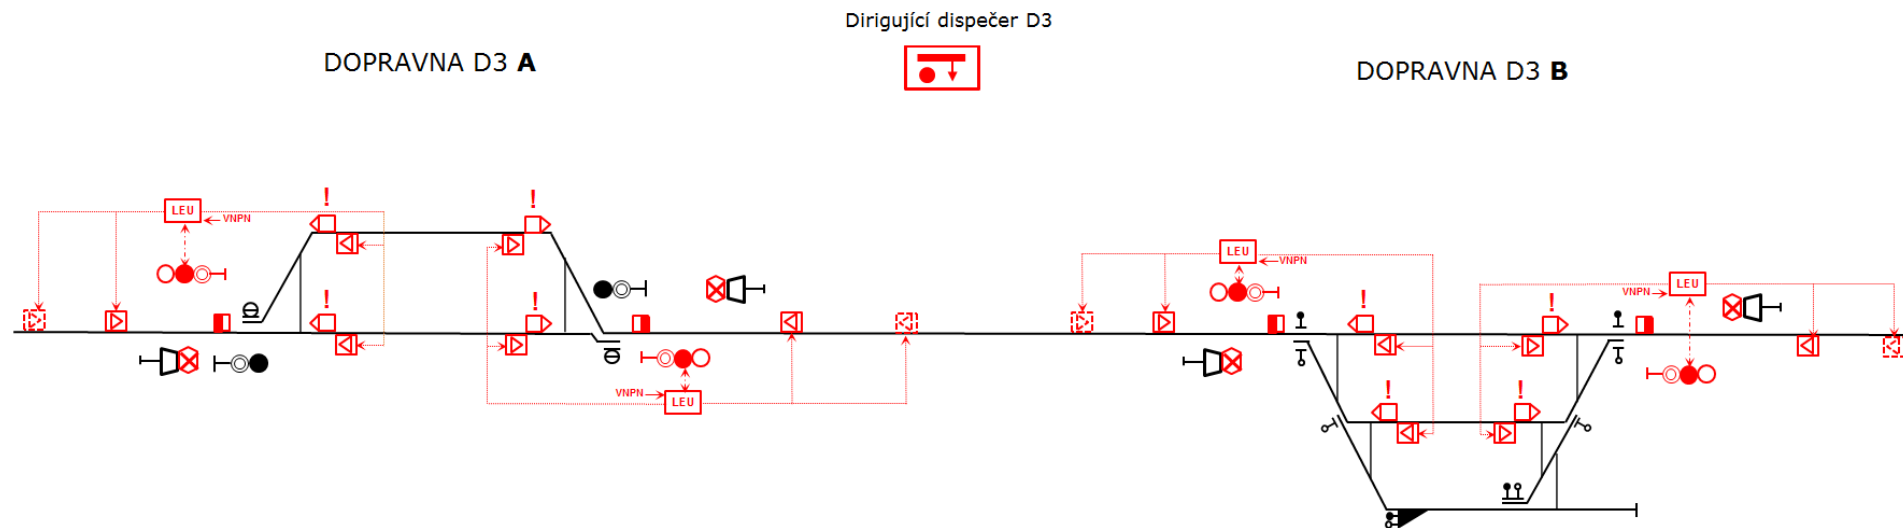 Dirigující dispečer D3
DOPRAVNA D3 A
DOPRAVNA D3 B
!
!
LEU
VNPN
!
!
VNPN
LEU
LEU
VNPN
!
!
LEU
VNPN
!
!